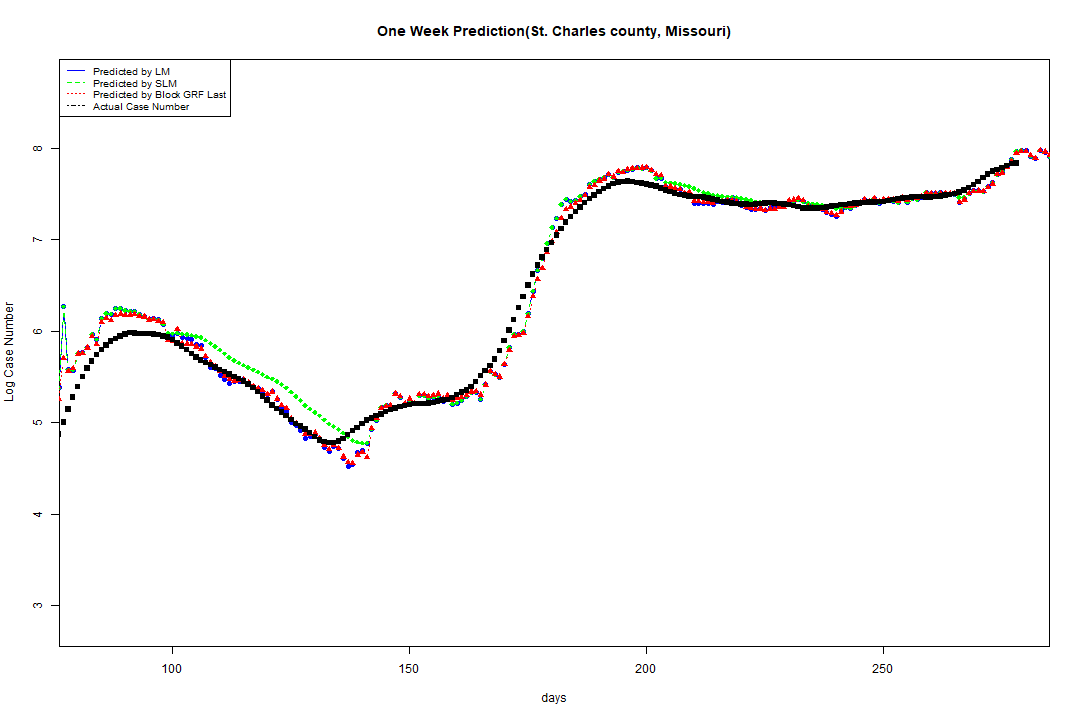 One Week Prediction(St. Charles county, Missouri)
Predicted by LM
Predicted by SLM
Predicted by Block GRF Last
Actual Case Number
8
7
6
5
4
3
Log Case Number
100 150 200 250
days